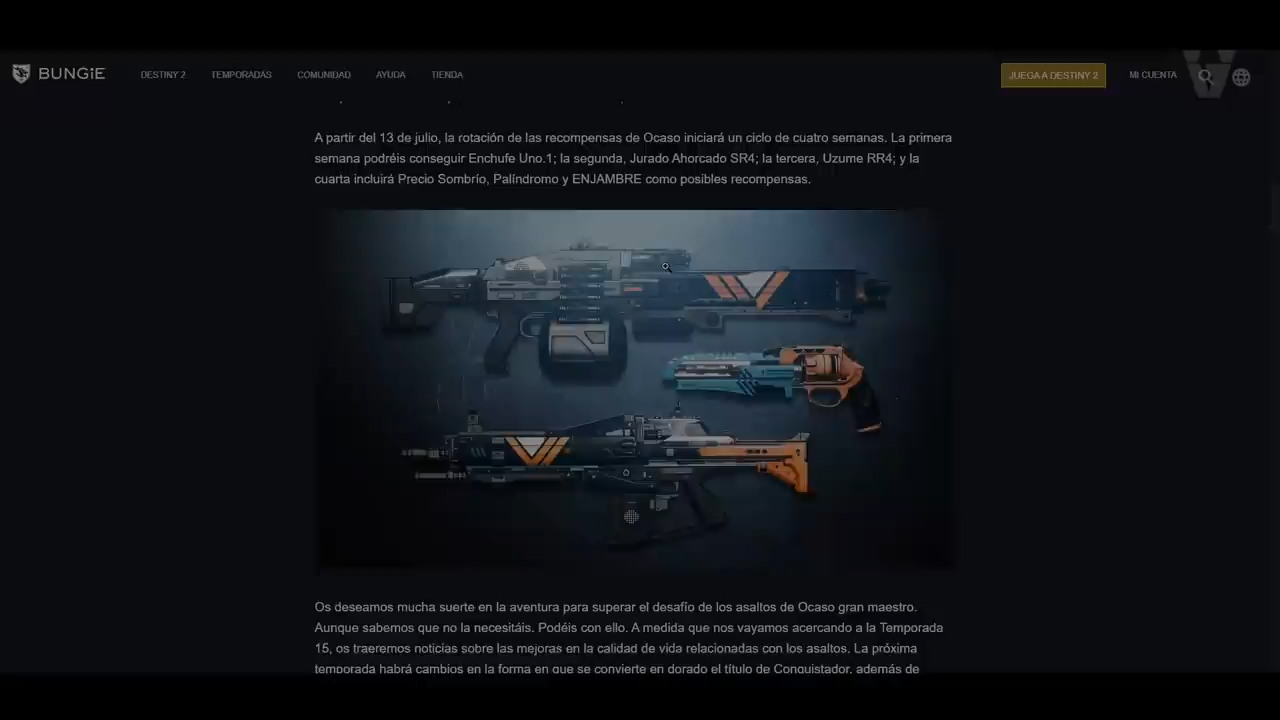 BUNGiE
DESTINY 2 TEMPORADAS COMUNIDAD AYUDA TIENDA JUEGA A DESTINY 2 MI CUENTA
A partir del 13 de julio, la rotación de las recompensas de Ocaso iniciará un ciclo de cuatro semanas. La primera
semana podréis conseguir Enchufe Uno.1; la segunda, Jurado Ahorcado SR4; la tercera, Uzume RR4; y la
cuarta incluirá Precio Sombrío, Palíndromo y ENJAMBRE como posibles recompensas.
Os deseamos mucha suerte en la aventura para superar el desafío de los asaltos de Ocaso gran maestro.
Aunque sabemos que no la necesitáis. Podéis con ello. A medida que nos vayamos acercando a la Temporada
15, os traeremos noticias sobre las mejoras en la calidad de vida relacionadas con los asaltos. La próxima
temporada habrá cambios en la forma en que se convierte en dorado el título de Conquistador, además de